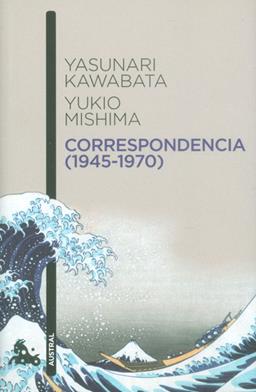 YASUNARI
KAWABATA
YUKIO
MISHIMA
CORRESPONDENCIA
(1945-1970)
AUSTRAL